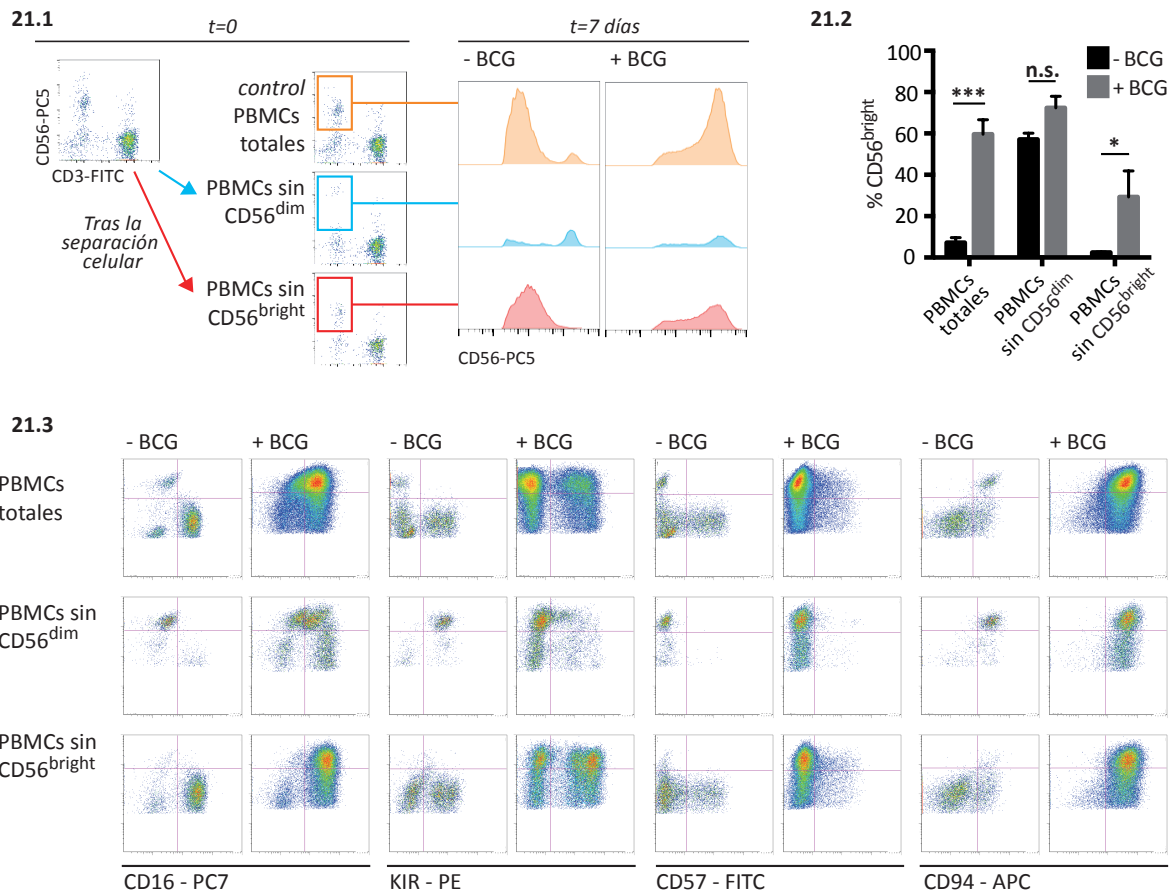 21.1
t=0
t=7 días
- BCG
+ BCG
CD56-PC5
CD3-FITC
control
PBMCs
totales
PBMCs sin
CD56dim
Tras la
separación
celular
PBMCs sin
CD56bright
CD56-PC5
21.2
% CD56bright
100
80
60
40
20
0
***
n.s.
*
- BCG
+ BCG
PBMCs
totales
PBMCs
sin CD56dim
PBMCs
sin CD56bright
21.3
- BCG
+ BCG
- BCG
+ BCG
- BCG
+ BCG
- BCG
+ BCG
PBMCs
totales
PBMCs sin
CD56dim
PBMCs sin
CD56bright
CD16 - PC7
KIR - PE
CD57 - FITC
CD94 - APC